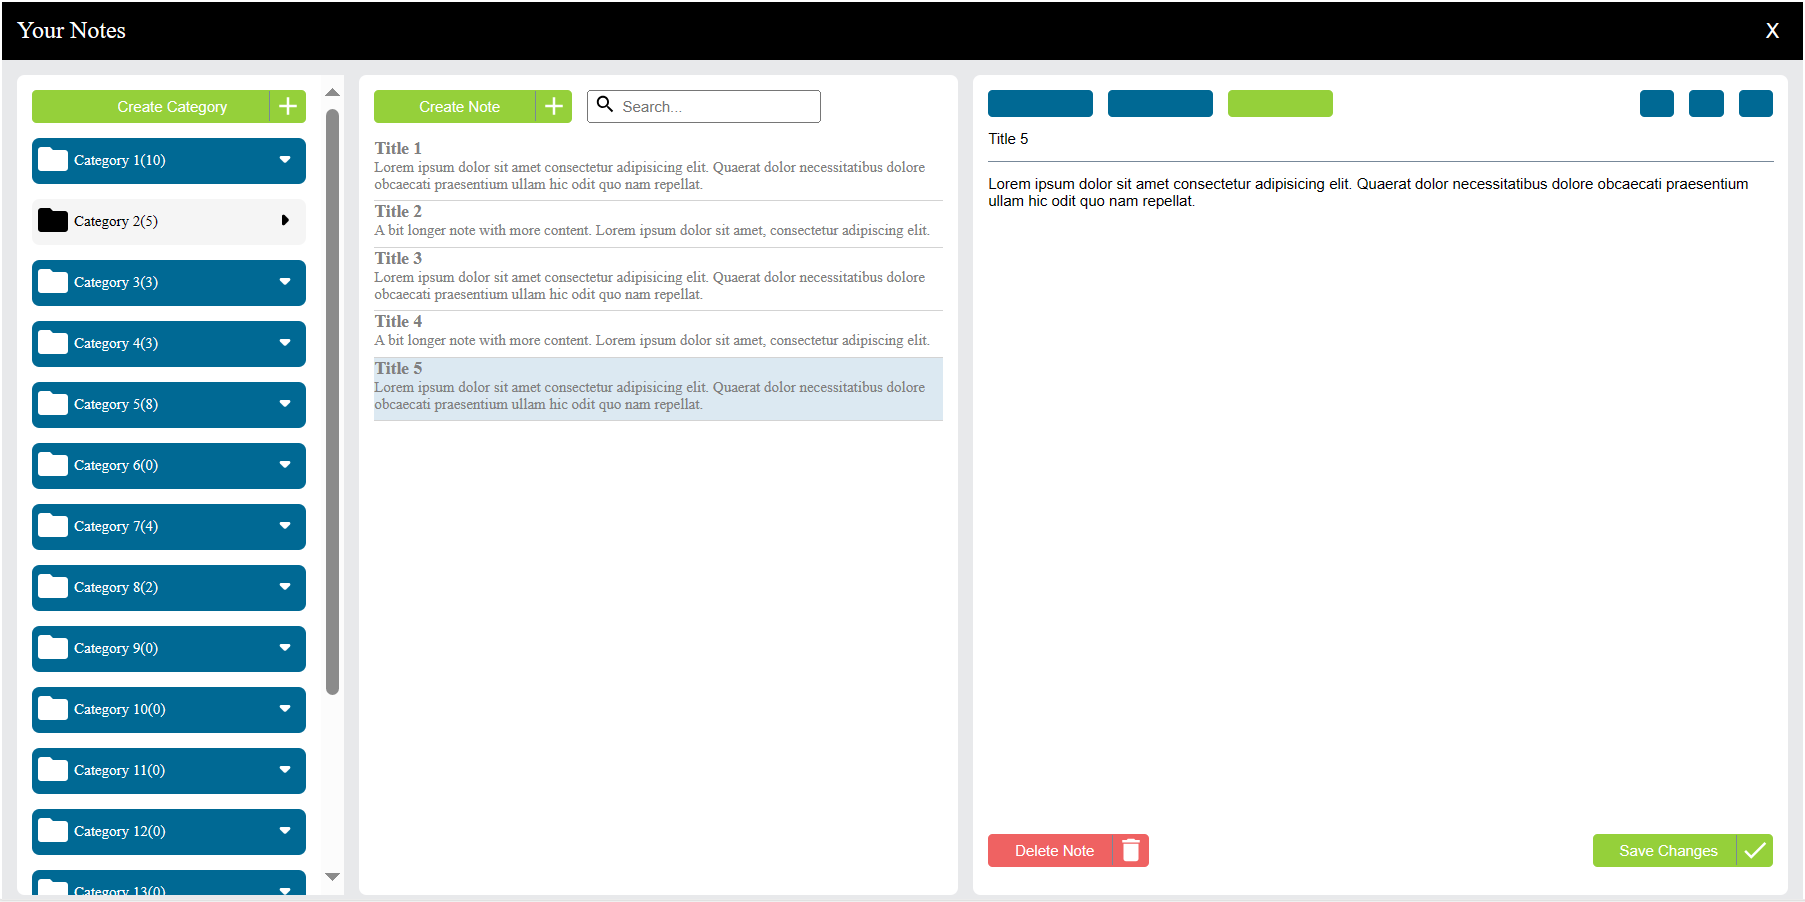 Your Notes
X
Create Category
Category 1(10)
Category 2(5)
Category 3(3)
Category 4(3)
Category 5(8)
Category 6(0)
Category 7(4)
Category 8(2)
Category 9(0)
Category 10(0)
Category 11(0)
Category 12(0)
Category 13(0)
Create Note
Search...
Title 1
Lorem ipsum dolor sit amet consectetur adipisicing elit. Quaerat dolor necessitatibus dolore
obcaecati praesentium ullam hic odit quo nam repellat.
Title 2
A bit longer note with more content. Lorem ipsum dolor sit amet, consectetur adipiscing elit.
Title 3
Lorem ipsum dolor sit amet consectetur adipisicing elit. Quaerat dolor necessitatibus dolore
obcaecati praesentium ullam hic odit quo nam repellat.
Title 4
A bit longer note with more content. Lorem ipsum dolor sit amet, consectetur adipiscing elit.
Title 5
Lorem ipsum dolor sit amet consectetur adipisicing elit. Quaerat dolor necessitatibus dolore
obcaecati praesentium ullam hic odit quo nam repellat.
Title 5
Lorem ipsum dolor sit amet consectetur adipisicing elit. Quaerat dolor necessitatibus dolore obcaecati praesentium
ullam hic odit quo nam repellat.
Delete Note
Save Changes